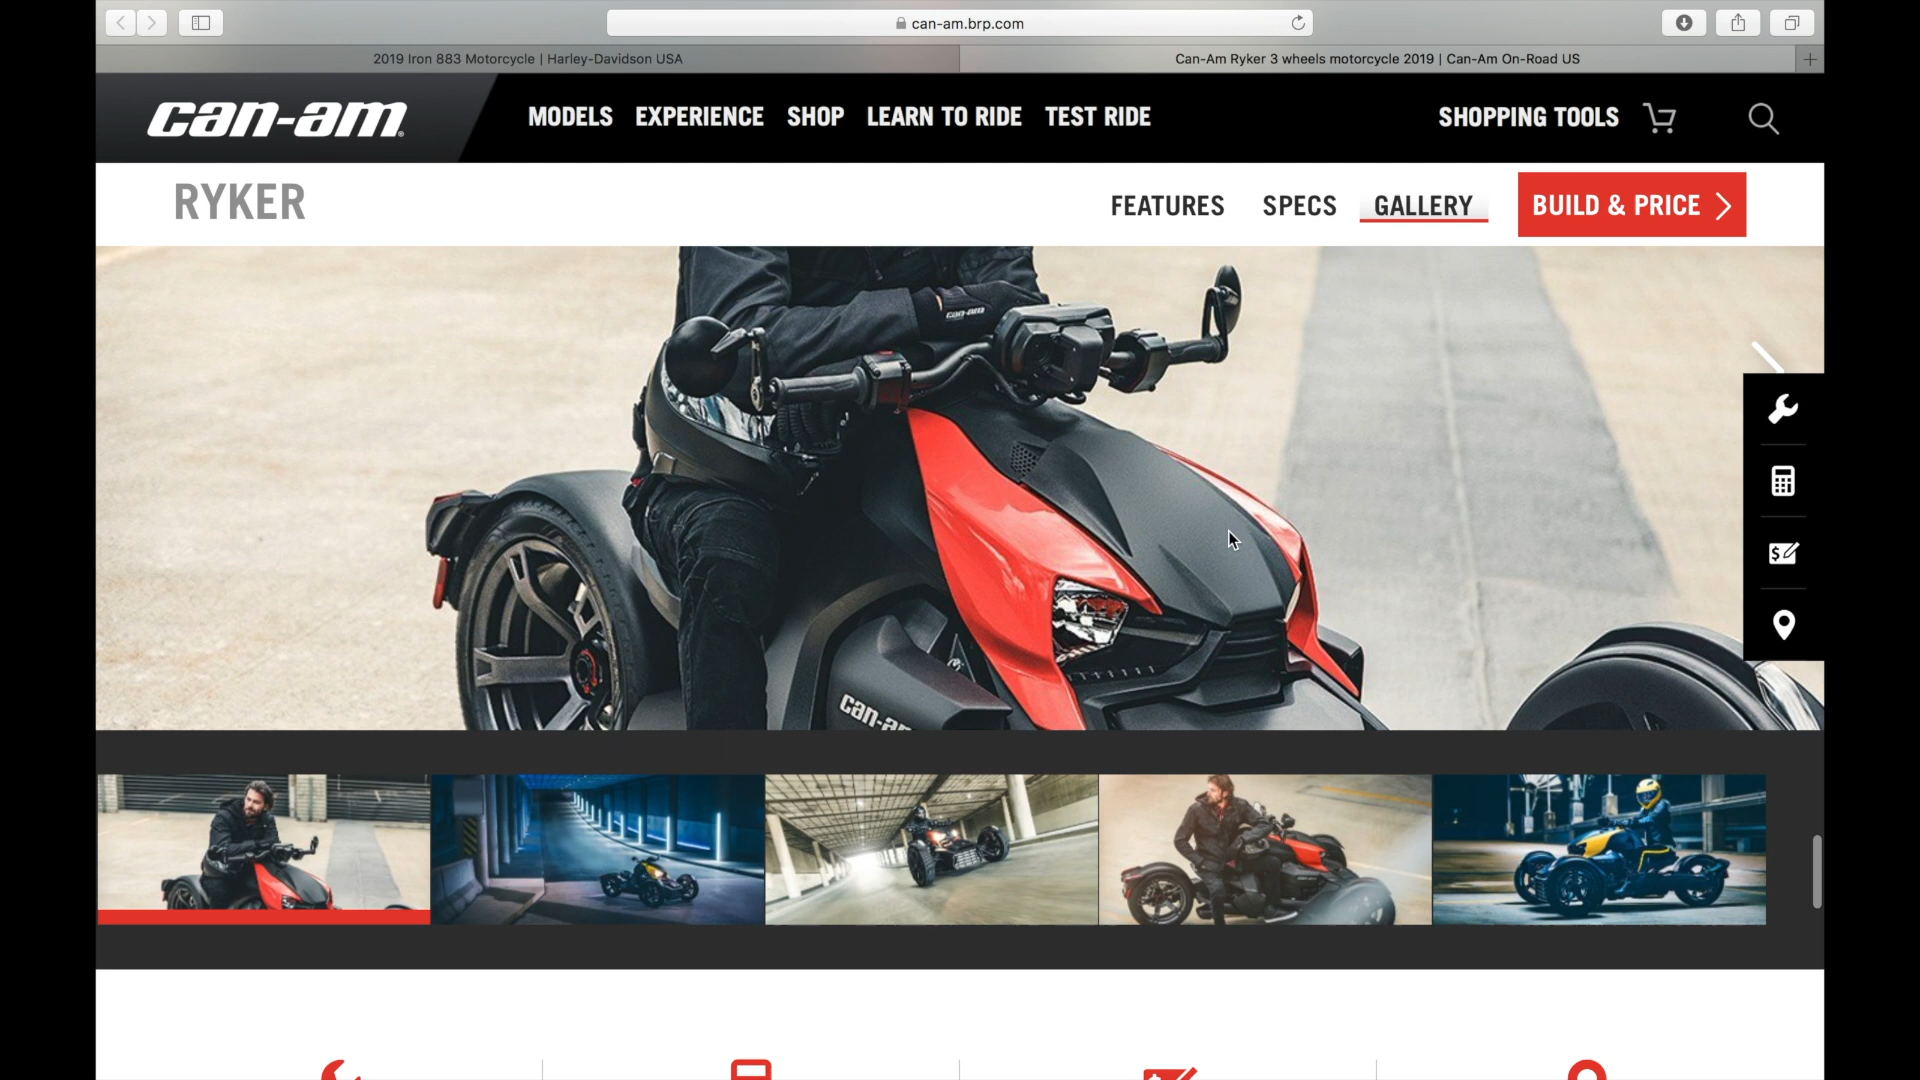 can-am.brp.com
2019 Iron 883 Motorcycle | Harley-Davidson USA
Can-Am Ryker 3 wheels motorcycle 2019 | Can-Am On-Road US
can-am
MODELS EXPERIENCE SHOP LEARN TO RIDE TEST RIDE
SHOPPING TOOLS
RYKER
FEATURES SPECS GALLERY BUILD & PRICE
can-am
can-am